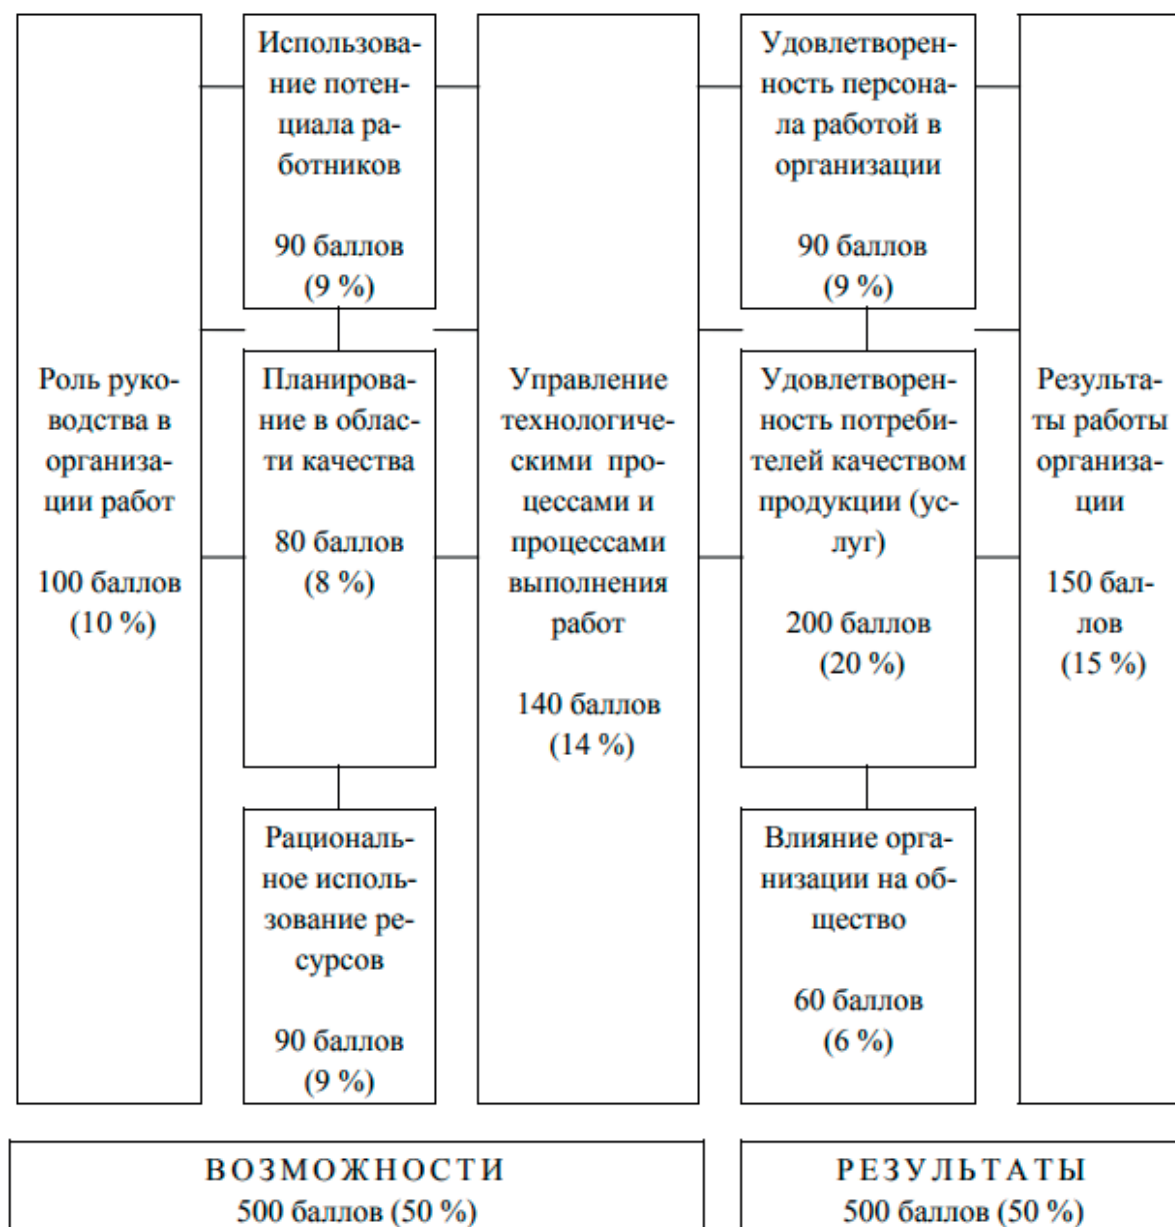 Роль руко-
водства в
организа-
ции работ
100 баллов
(10 %)
Использова-
ние потен-
циала ра-
ботников
90 баллов
(9 %)
Планирова-
ние в облас-
ти качества
80 баллов
(8 %)
Рациональ-
ное исполь-
зование ре-
сурсов
90 баллов
(9 %)
Управление
технологиче-
скими про-
цессами и
процессами
выполнения
работ
140 баллов
(14 %)
Удовлетворен-
ность персона-
ла работой в
организации
90 баллов
(9 %)
Удовлетворен-
ность потреби-
телей качеством
продукции (ус-
луг)
200 баллов
(20 %)
Влияние орга-
низации на об-
щество
60 баллов
(6 %)
Результа-
ты работы
организа-
ции
150 бал-
лов
(15 %)
ВОЗМОЖНОСТИ
500 баллов (50 %)
РЕЗУЛЬТАТЫ
500 баллов (50 %)